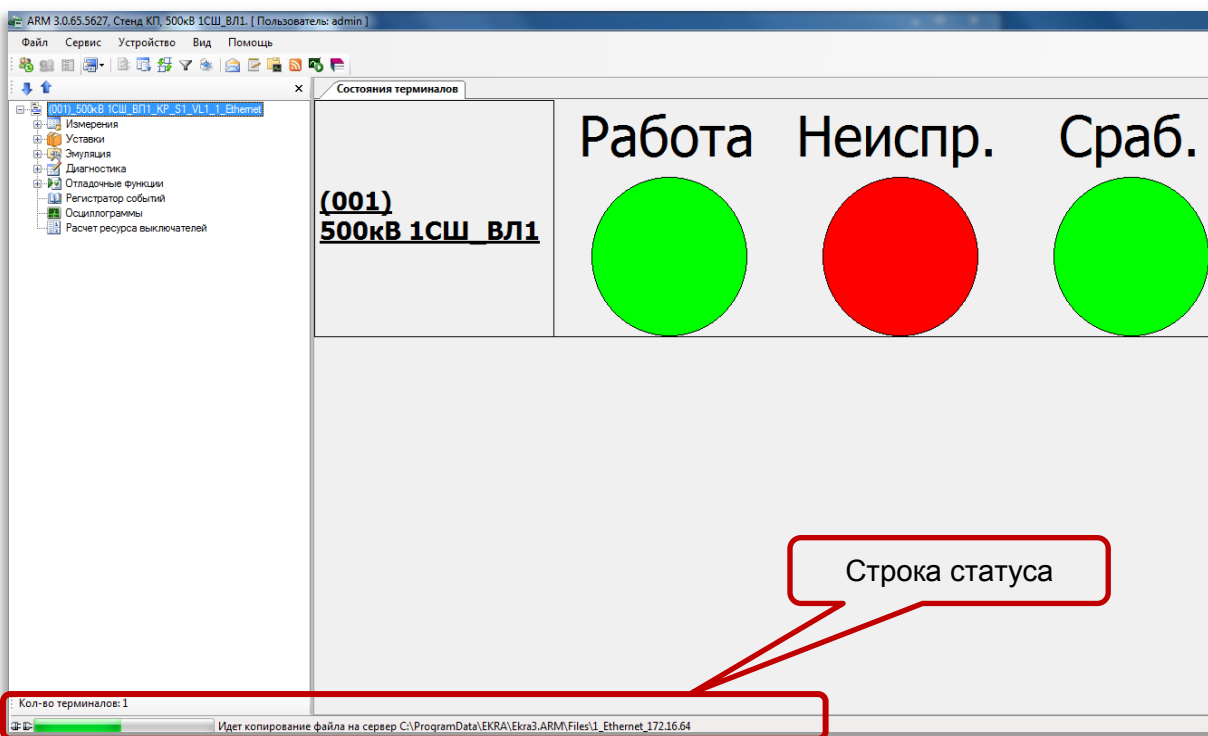 ARM 3.0.65.5627, Стенд КП, 500кВ 1СШ_ВЛ1. [ Пользователь: admin ]
Файл Сервис Устройство Вид Помощь
Состояния терминалов
(001)_500кВ 1СШ_ВЛ1_KP_S1_VL1_1_Ethernet
Измерения
Уставки
Эмуляция
Диагностика
Отладочные функции
Регистратор событий
Осциллограммы
Расчет ресурса выключателей
Работа Неиспр. Сраб.
(001)
500кВ 1СШ_ВЛ1
Строка статуса
Кол-во терминалов: 1
Идет копирование файла на сервер C:\ProgramData\EKRA\Ekra3.ARM\Files\1_Ethernet_172.16.64